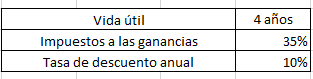 Vida útil 4 años
Impuestos a las ganancias 35%
Tasa de descuento anual 10%